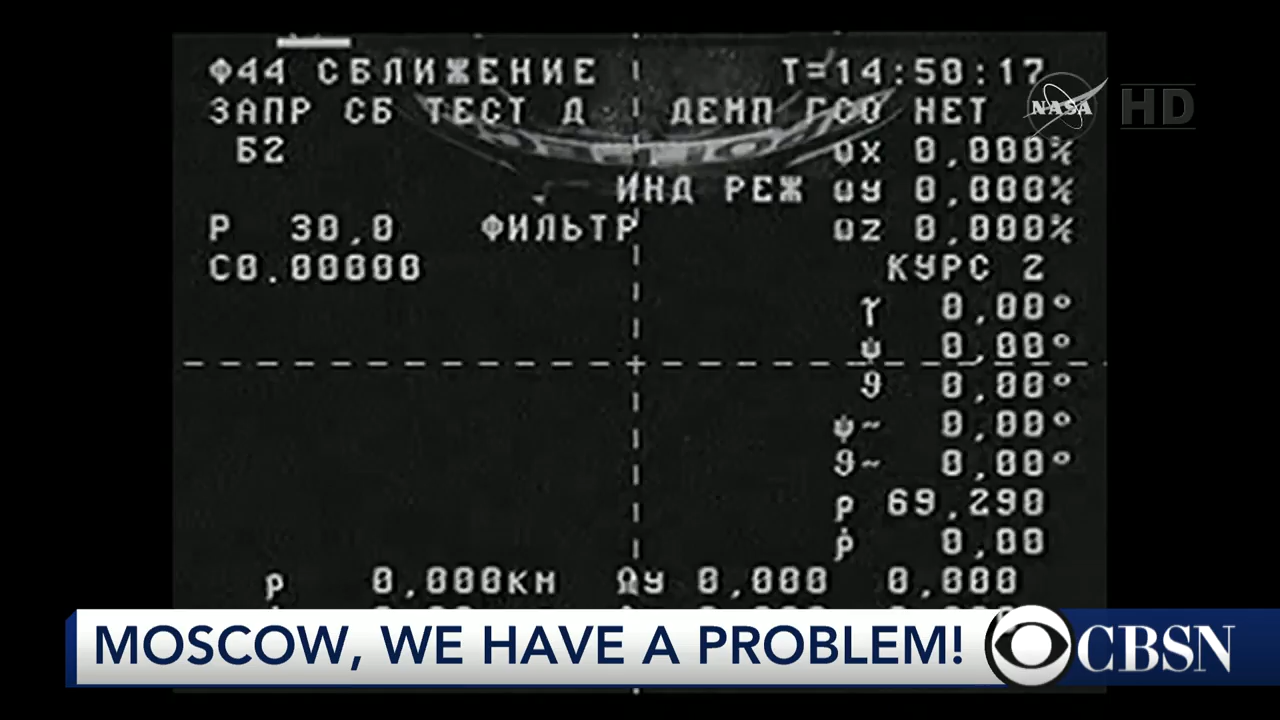 Ф44 СБЛИЖЕНИЕ T=14:50:17
ЗАПР СБ ТЕСТ Д ДЕМП ГСО НЕТ
NASA HD
Б2 ΩX 0,000%
ИНД РЕЖ ΩУ 0,000%
Р 30,0 ФИЛЬТР ΩZ 0,000%
С0.00000 КУРС 2
γ 0,00°
ψ 0,00°
ϑ 0,00°
ψ~ 0,00°
ϑ~ 0,00°
ρ 69,290
ρ̇ 0,00
ρ 0,000КМ ΩУ 0,000 0,000
MOSCOW, WE HAVE A PROBLEM!
CBSN